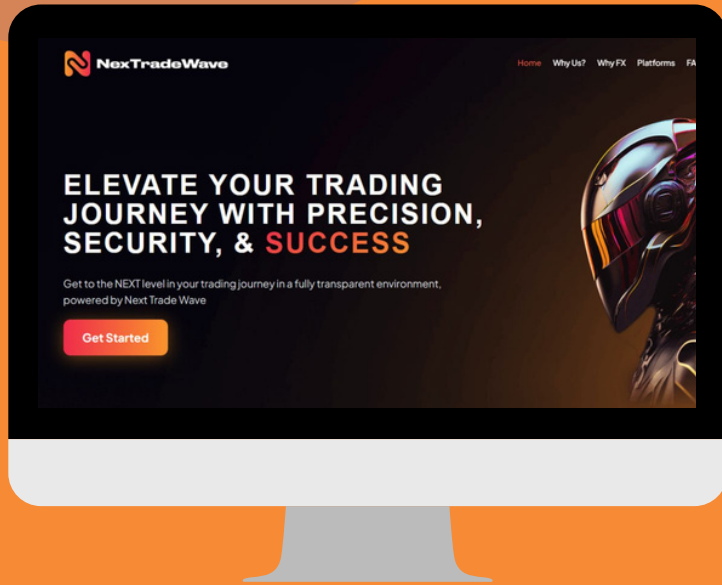 NexTradeWave
Home Why Us? Why FX Platforms FA
ELEVATE YOUR TRADING
JOURNEY WITH PRECISION,
SECURITY, & SUCCESS
Get to the NEXT level in your trading journey in a fully transparent environment,
powered by Next Trade Wave
Get Started